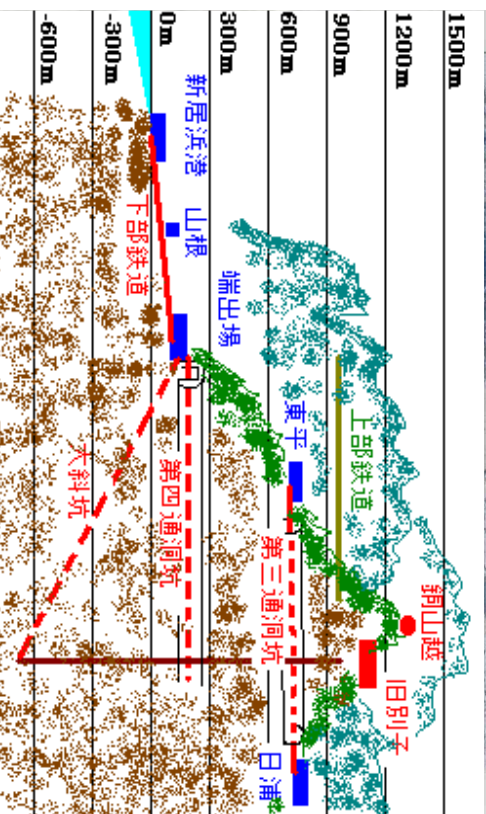 1500m
1200m
900m
600m
300m
0m
-300m
-600m
銅山越
旧別子
上部鉄道
東平
第三通洞坑
日浦
端出場
第四通洞坑
新居浜港
山根
下部鉄道
大斜坑